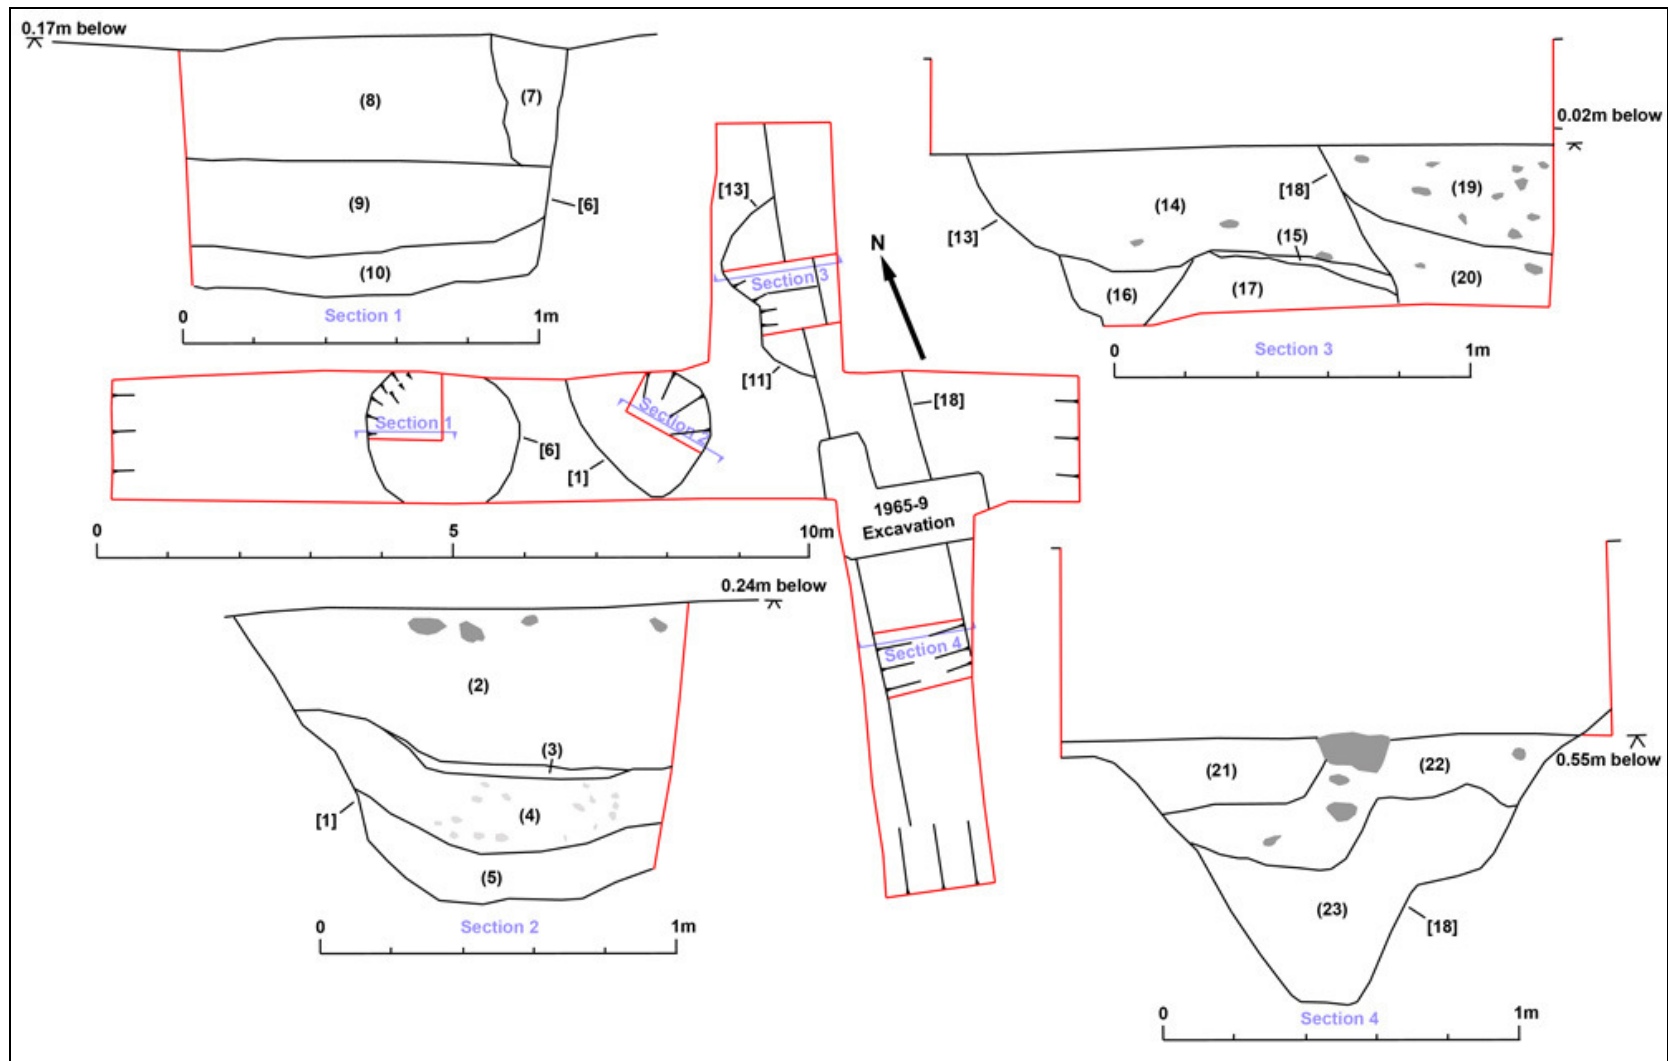 0.17m below
(8)
(7)
(9)
[6]
(10)
0
Section 1
1m
0.02m below
[18]
(19)
(14)
[13]
(15)
(20)
(16)
(17)
0
Section 3
1m
[13]
N
Section 3
[11]
[18]
Section 1
Section 2
[6]
[1]
1965-9
Excavation
0
5
10m
Section 4
0.24m below
(2)
(3)
(4)
[1]
(5)
0
Section 2
1m
0.55m below
(21)
(22)
(23)
[18]
0
Section 4
1m